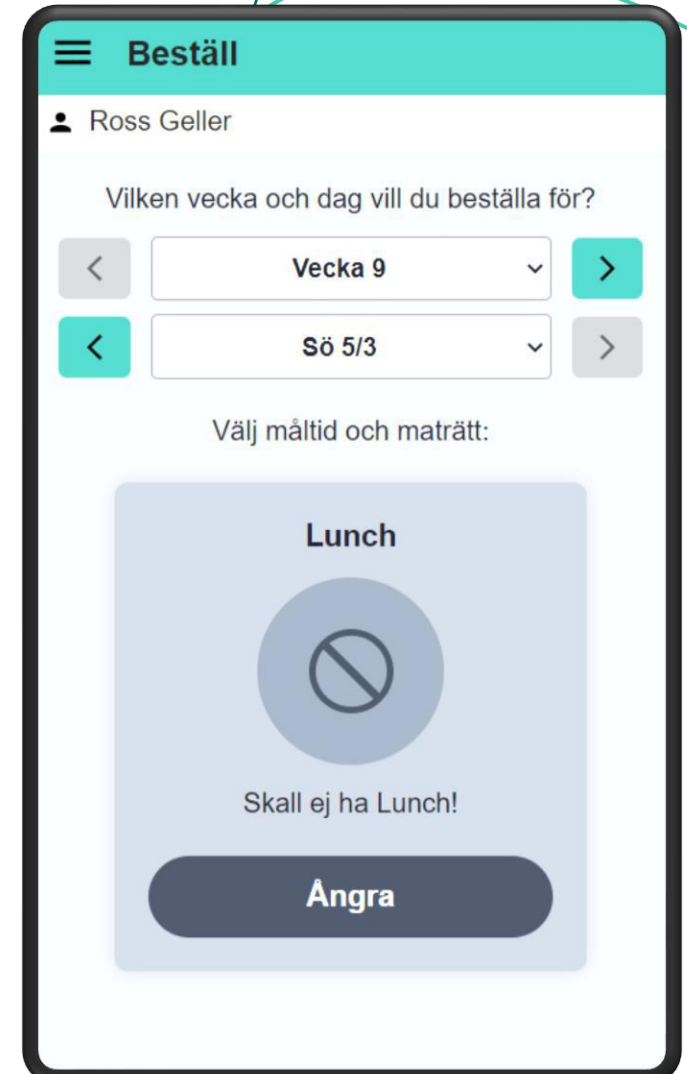 Beställ
Ross Geller
Vilken vecka och dag vill du beställa för?
Vecka 9
Sö 5/3
Välj måltid och maträtt:
Lunch
Skall ej ha Lunch!
Ångra